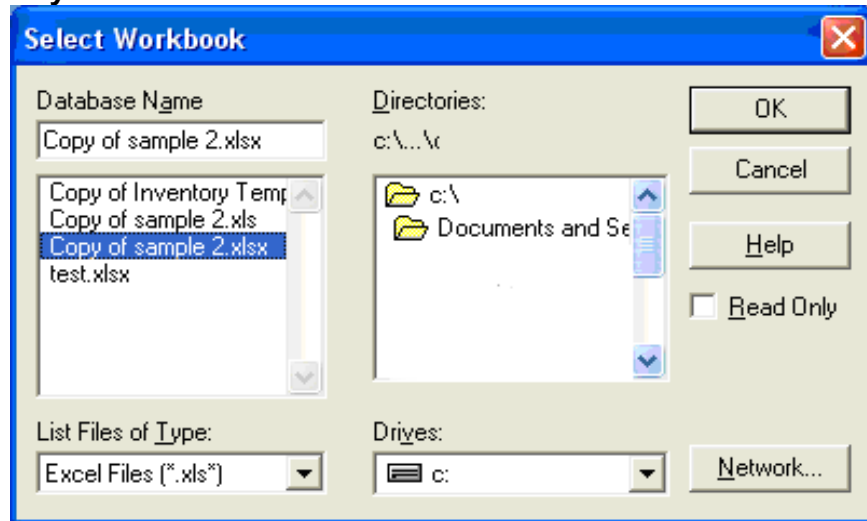 Select Workbook
Database Name
Copy of sample 2.xlsx
Copy of Inventory Temp
Copy of sample 2.xls
Copy of sample 2.xlsx
test.xlsx
List Files of Type:
Excel Files (*.xls*)
Directories:
c:\...\
c:\
Documents and Se
Drives:
c:
OK
Cancel
Help
Read Only
Network...